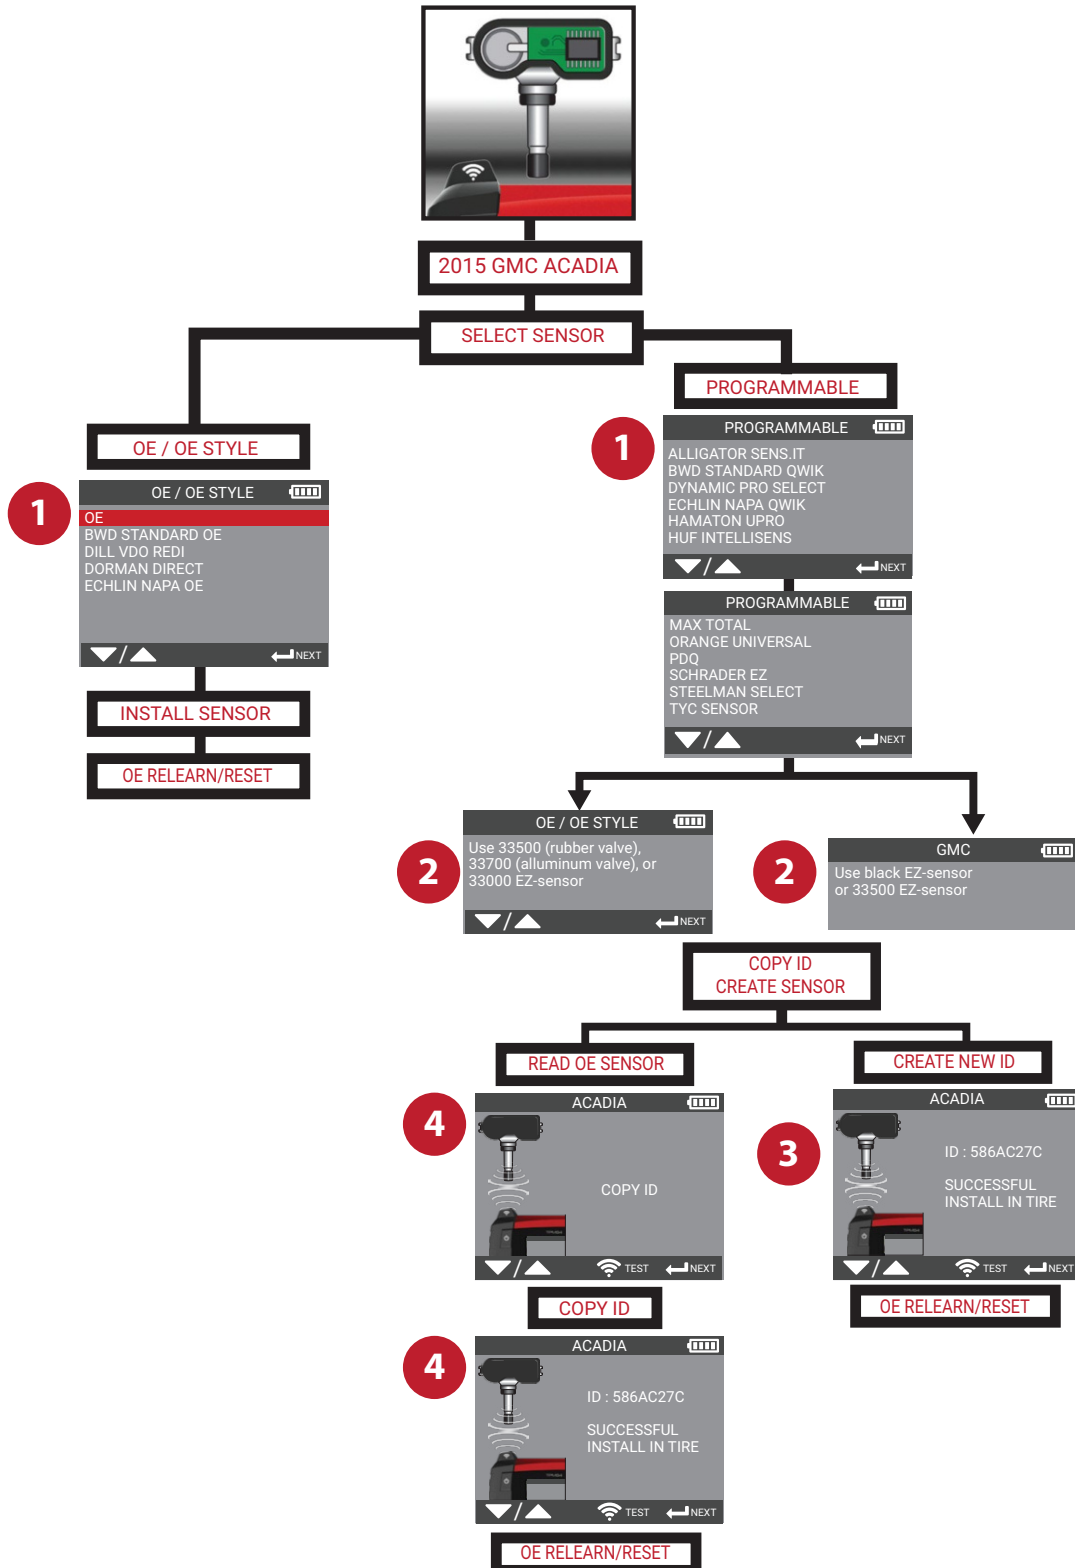 2015 GMC ACADIA
SELECT SENSOR
OE / OE STYLE
1
OE / OE STYLE
OE
BWD STANDARD OE
DILL VDO REDI
DORMAN DIRECT
ECHLIN NAPA OE
/
NEXT
INSTALL SENSOR
OE RELEARN/RESET
PROGRAMMABLE
1
PROGRAMMABLE
ALLIGATOR SENS.IT
BWD STANDARD QWIK
DYNAMIC PRO SELECT
ECHLIN NAPA QWIK
HAMATON UPRO
HUF INTELLISENS
/
NEXT
PROGRAMMABLE
MAX TOTAL
ORANGE UNIVERSAL
PDQ
SCHRADER EZ
STEELMAN SELECT
TYC SENSOR
/
NEXT
2
OE / OE STYLE
Use 33500 (rubber valve),
33700 (alluminum valve), or
33000 EZ-sensor
/
NEXT
2
GMC
Use black EZ-sensor
or 33500 EZ-sensor
COPY ID
CREATE SENSOR
READ OE SENSOR
4
ACADIA
COPY ID
/
TEST NEXT
COPY ID
4
ACADIA
ID : 586AC27C
SUCCESSFUL
INSTALL IN TIRE
/
TEST NEXT
OE RELEARN/RESET
CREATE NEW ID
3
ACADIA
ID : 586AC27C
SUCCESSFUL
INSTALL IN TIRE
/
TEST NEXT
OE RELEARN/RESET